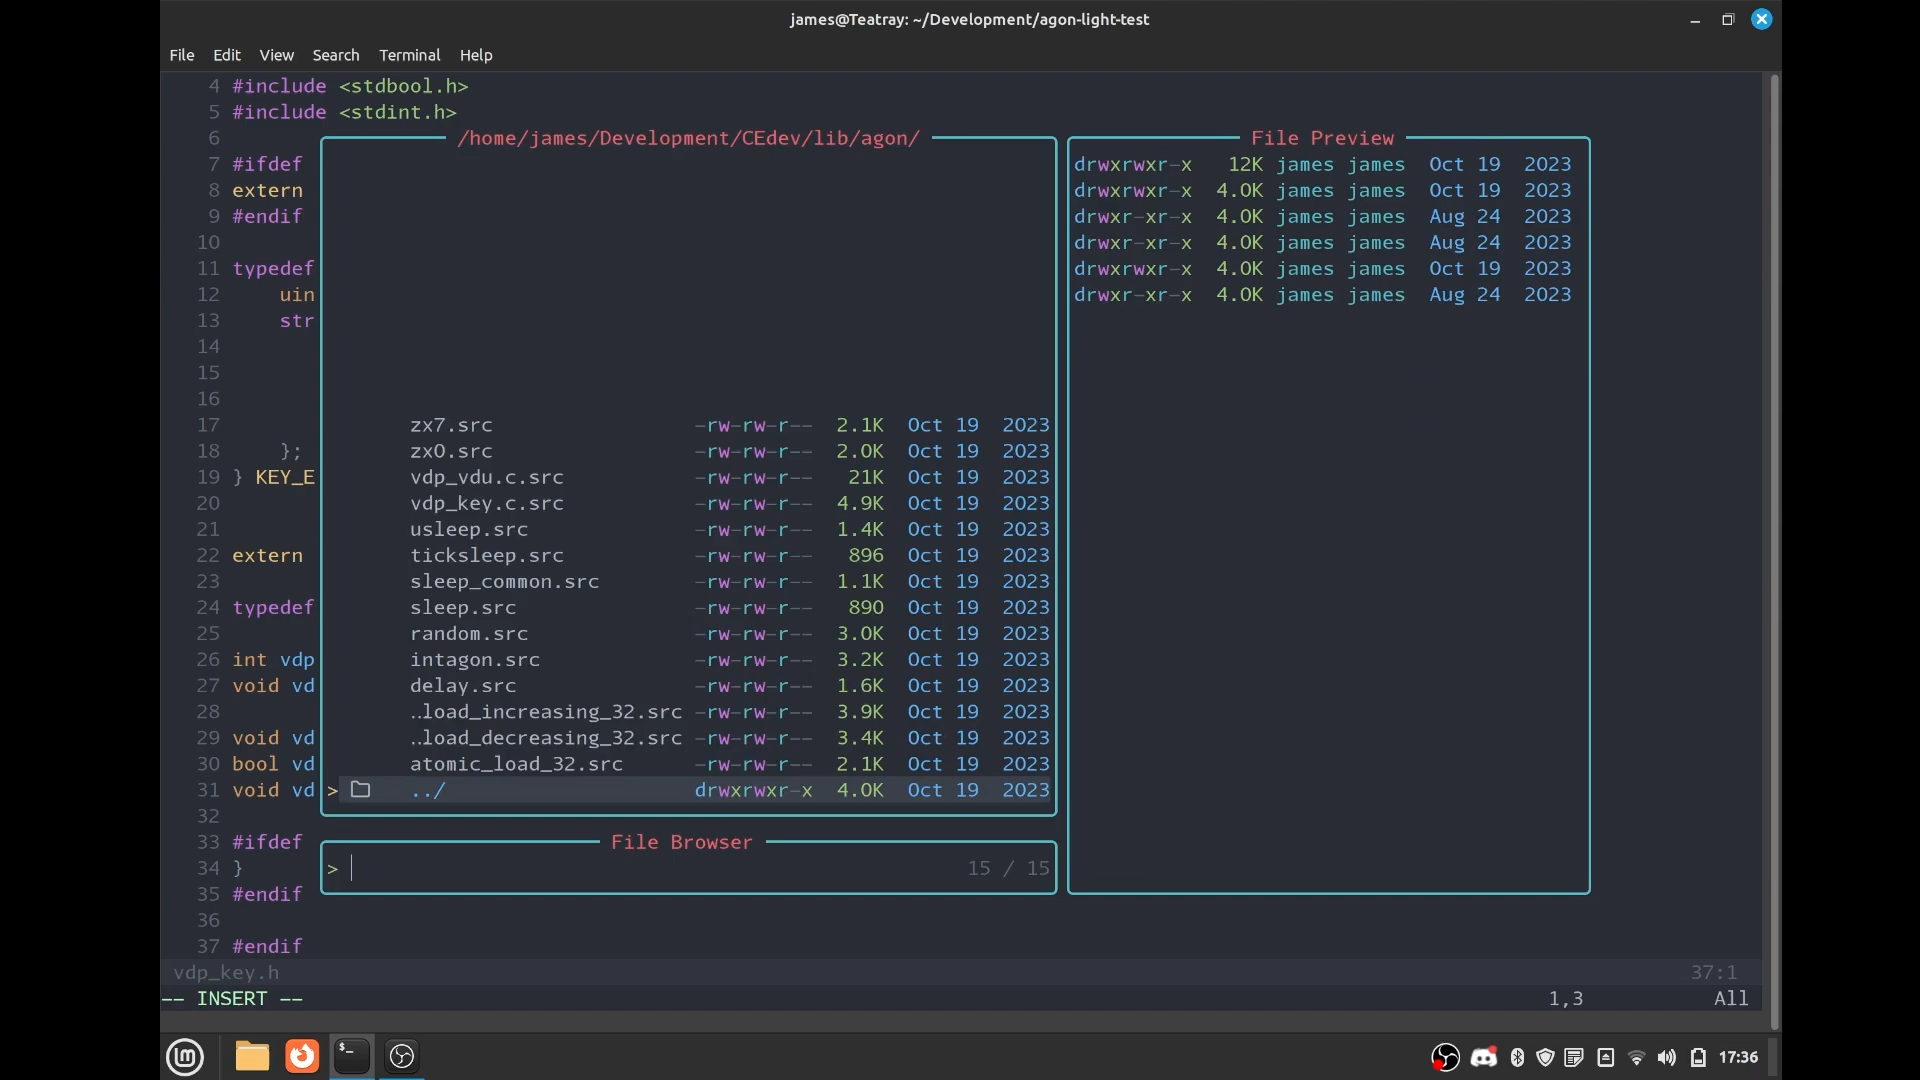 james@Teatray: ~/Development/agon-light-test
File Edit View Search Terminal Help
4 #include <stdbool.h>
5 #include <stdint.h>
6
7 #ifdef
8 extern
9 #endif
10
11 typedef
12 uin
13 str
14
15
16
17
18 };
19 } KEY_E
20
21
22 extern
23
24 typedef
25
26 int vdp
27 void vd
28
29 void vd
30 bool vd
31 void vd
32
33 #ifdef
34 }
35 #endif
36
37 #endif
/home/james/Development/CEdev/lib/agon/
zx7.src -rw-rw-r-- 2.1K Oct 19 2023
zx0.src -rw-rw-r-- 2.0K Oct 19 2023
vdp_vdu.c.src -rw-rw-r-- 21K Oct 19 2023
vdp_key.c.src -rw-rw-r-- 4.9K Oct 19 2023
usleep.src -rw-rw-r-- 1.4K Oct 19 2023
ticksleep.src -rw-rw-r-- 896 Oct 19 2023
sleep_common.src -rw-rw-r-- 1.1K Oct 19 2023
sleep.src -rw-rw-r-- 890 Oct 19 2023
random.src -rw-rw-r-- 3.0K Oct 19 2023
intagon.src -rw-rw-r-- 3.2K Oct 19 2023
delay.src -rw-rw-r-- 1.6K Oct 19 2023
..load_increasing_32.src -rw-rw-r-- 3.9K Oct 19 2023
..load_decreasing_32.src -rw-rw-r-- 3.4K Oct 19 2023
atomic_load_32.src -rw-rw-r-- 2.1K Oct 19 2023
> ../ drwxrwxr-x 4.0K Oct 19 2023
File Browser
> 15 / 15
File Preview
drwxrwxr-x 12K james james Oct 19 2023
drwxrwxr-x 4.0K james james Oct 19 2023
drwxr-xr-x 4.0K james james Aug 24 2023
drwxr-xr-x 4.0K james james Aug 24 2023
drwxrwxr-x 4.0K james james Oct 19 2023
drwxr-xr-x 4.0K james james Aug 24 2023
vdp_key.h 37:1
-- INSERT -- 1,3 All
17:36